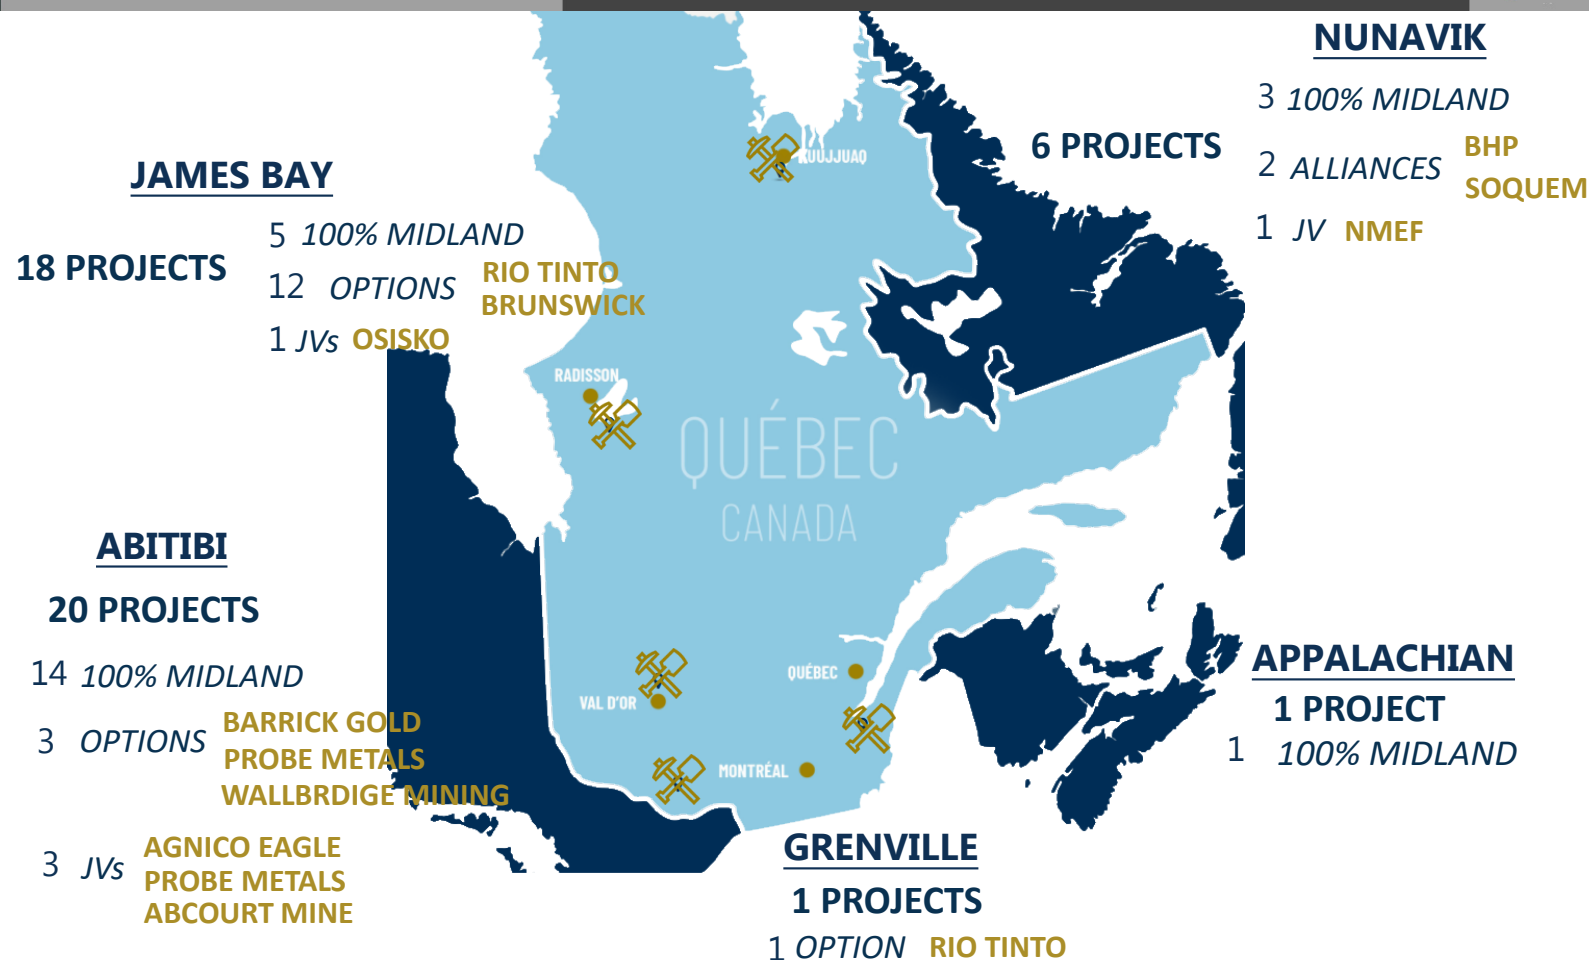 NUNAVIK
6 PROJECTS
3 100% MIDLAND
2 ALLIANCES BHP
SOQUEM
1 JV NMEF
JAMES BAY
18 PROJECTS
5 100% MIDLAND
12 OPTIONS RIO TINTO
BRUNSWICK
1 JVs OSISKO
KUUJJUAQ
RADISSON
QUÉBEC
CANADA
ABITIBI
20 PROJECTS
14 100% MIDLAND
3 OPTIONS BARRICK GOLD
PROBE METALS
WALLBRDIGE MINING
3 JVs AGNICO EAGLE
PROBE METALS
ABCOURT MINE
VAL D'OR
QUÉBEC
MONTRÉAL
APPALACHIAN
1 PROJECT
1 100% MIDLAND
GRENVILLE
1 PROJECTS
1 OPTION RIO TINTO